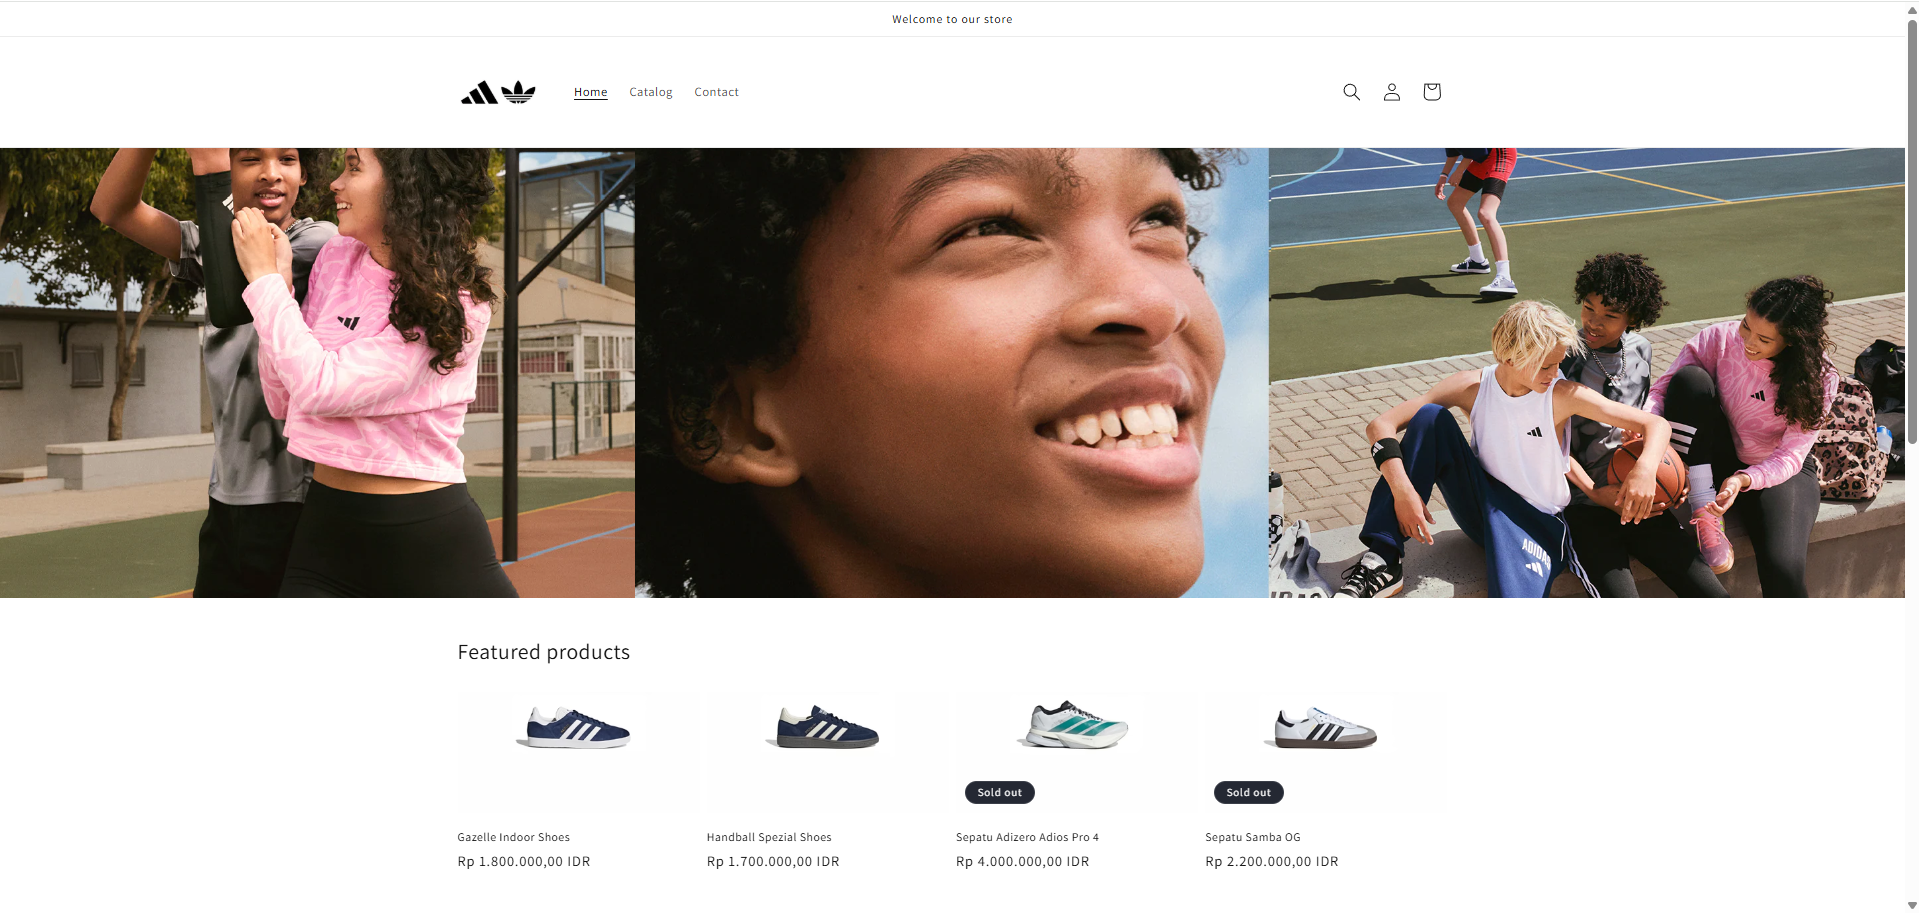 Welcome to our store
Home Catalog Contact
ADIDAS
Featured products
Sold out
Sold out
Gazelle Indoor Shoes
Handball Spezial Shoes
Sepatu Adizero Adios Pro 4
Sepatu Samba OG
Rp 1.800.000,00 IDR
Rp 1.700.000,00 IDR
Rp 4.000.000,00 IDR
Rp 2.200.000,00 IDR